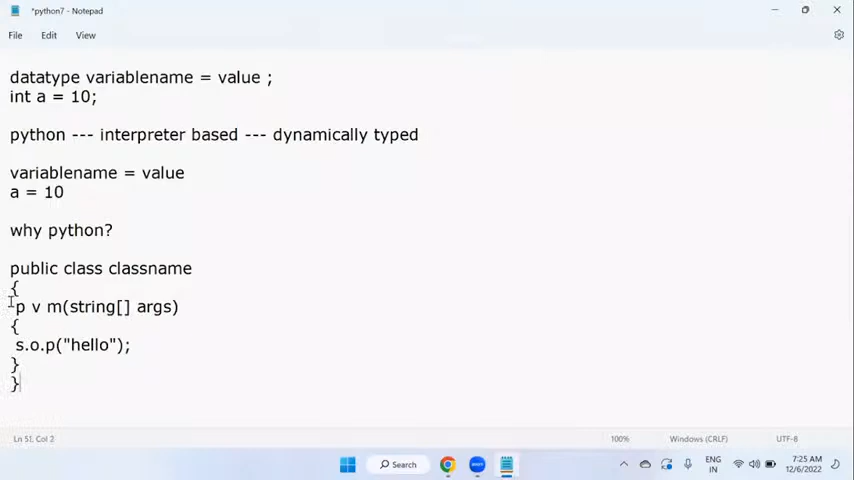 *python7 - Notepad
File Edit View
datatype variablename = value ;
int a = 10;
python --- interpreter based --- dynamically typed
variablename = value
a = 10
why python?
public class classname
{
p v m(string[] args)
{
s.o.p("hello");
}
}
Ln 51, Col 2 100% Windows (CRLF) UTF-8
Search zoom ENG 7:25 AM
IN 12/6/2022